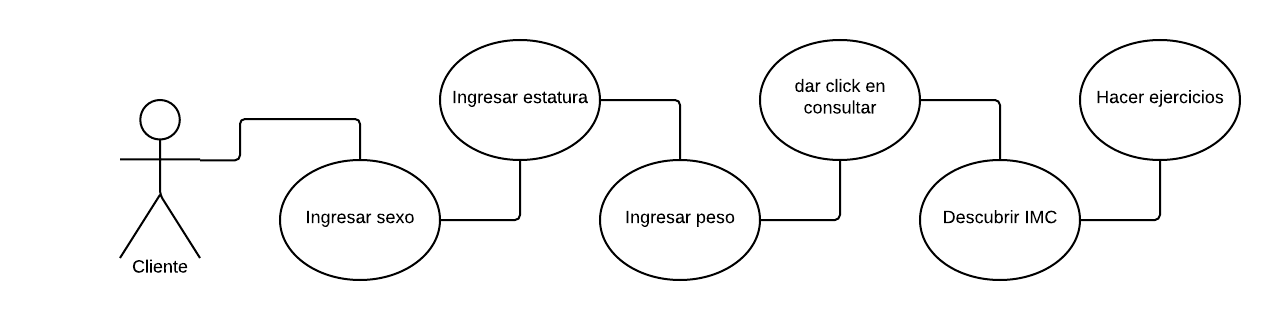 Cliente
Ingresar sexo
Ingresar estatura
Ingresar peso
dar click en
consultar
Descubrir IMC
Hacer ejercicios